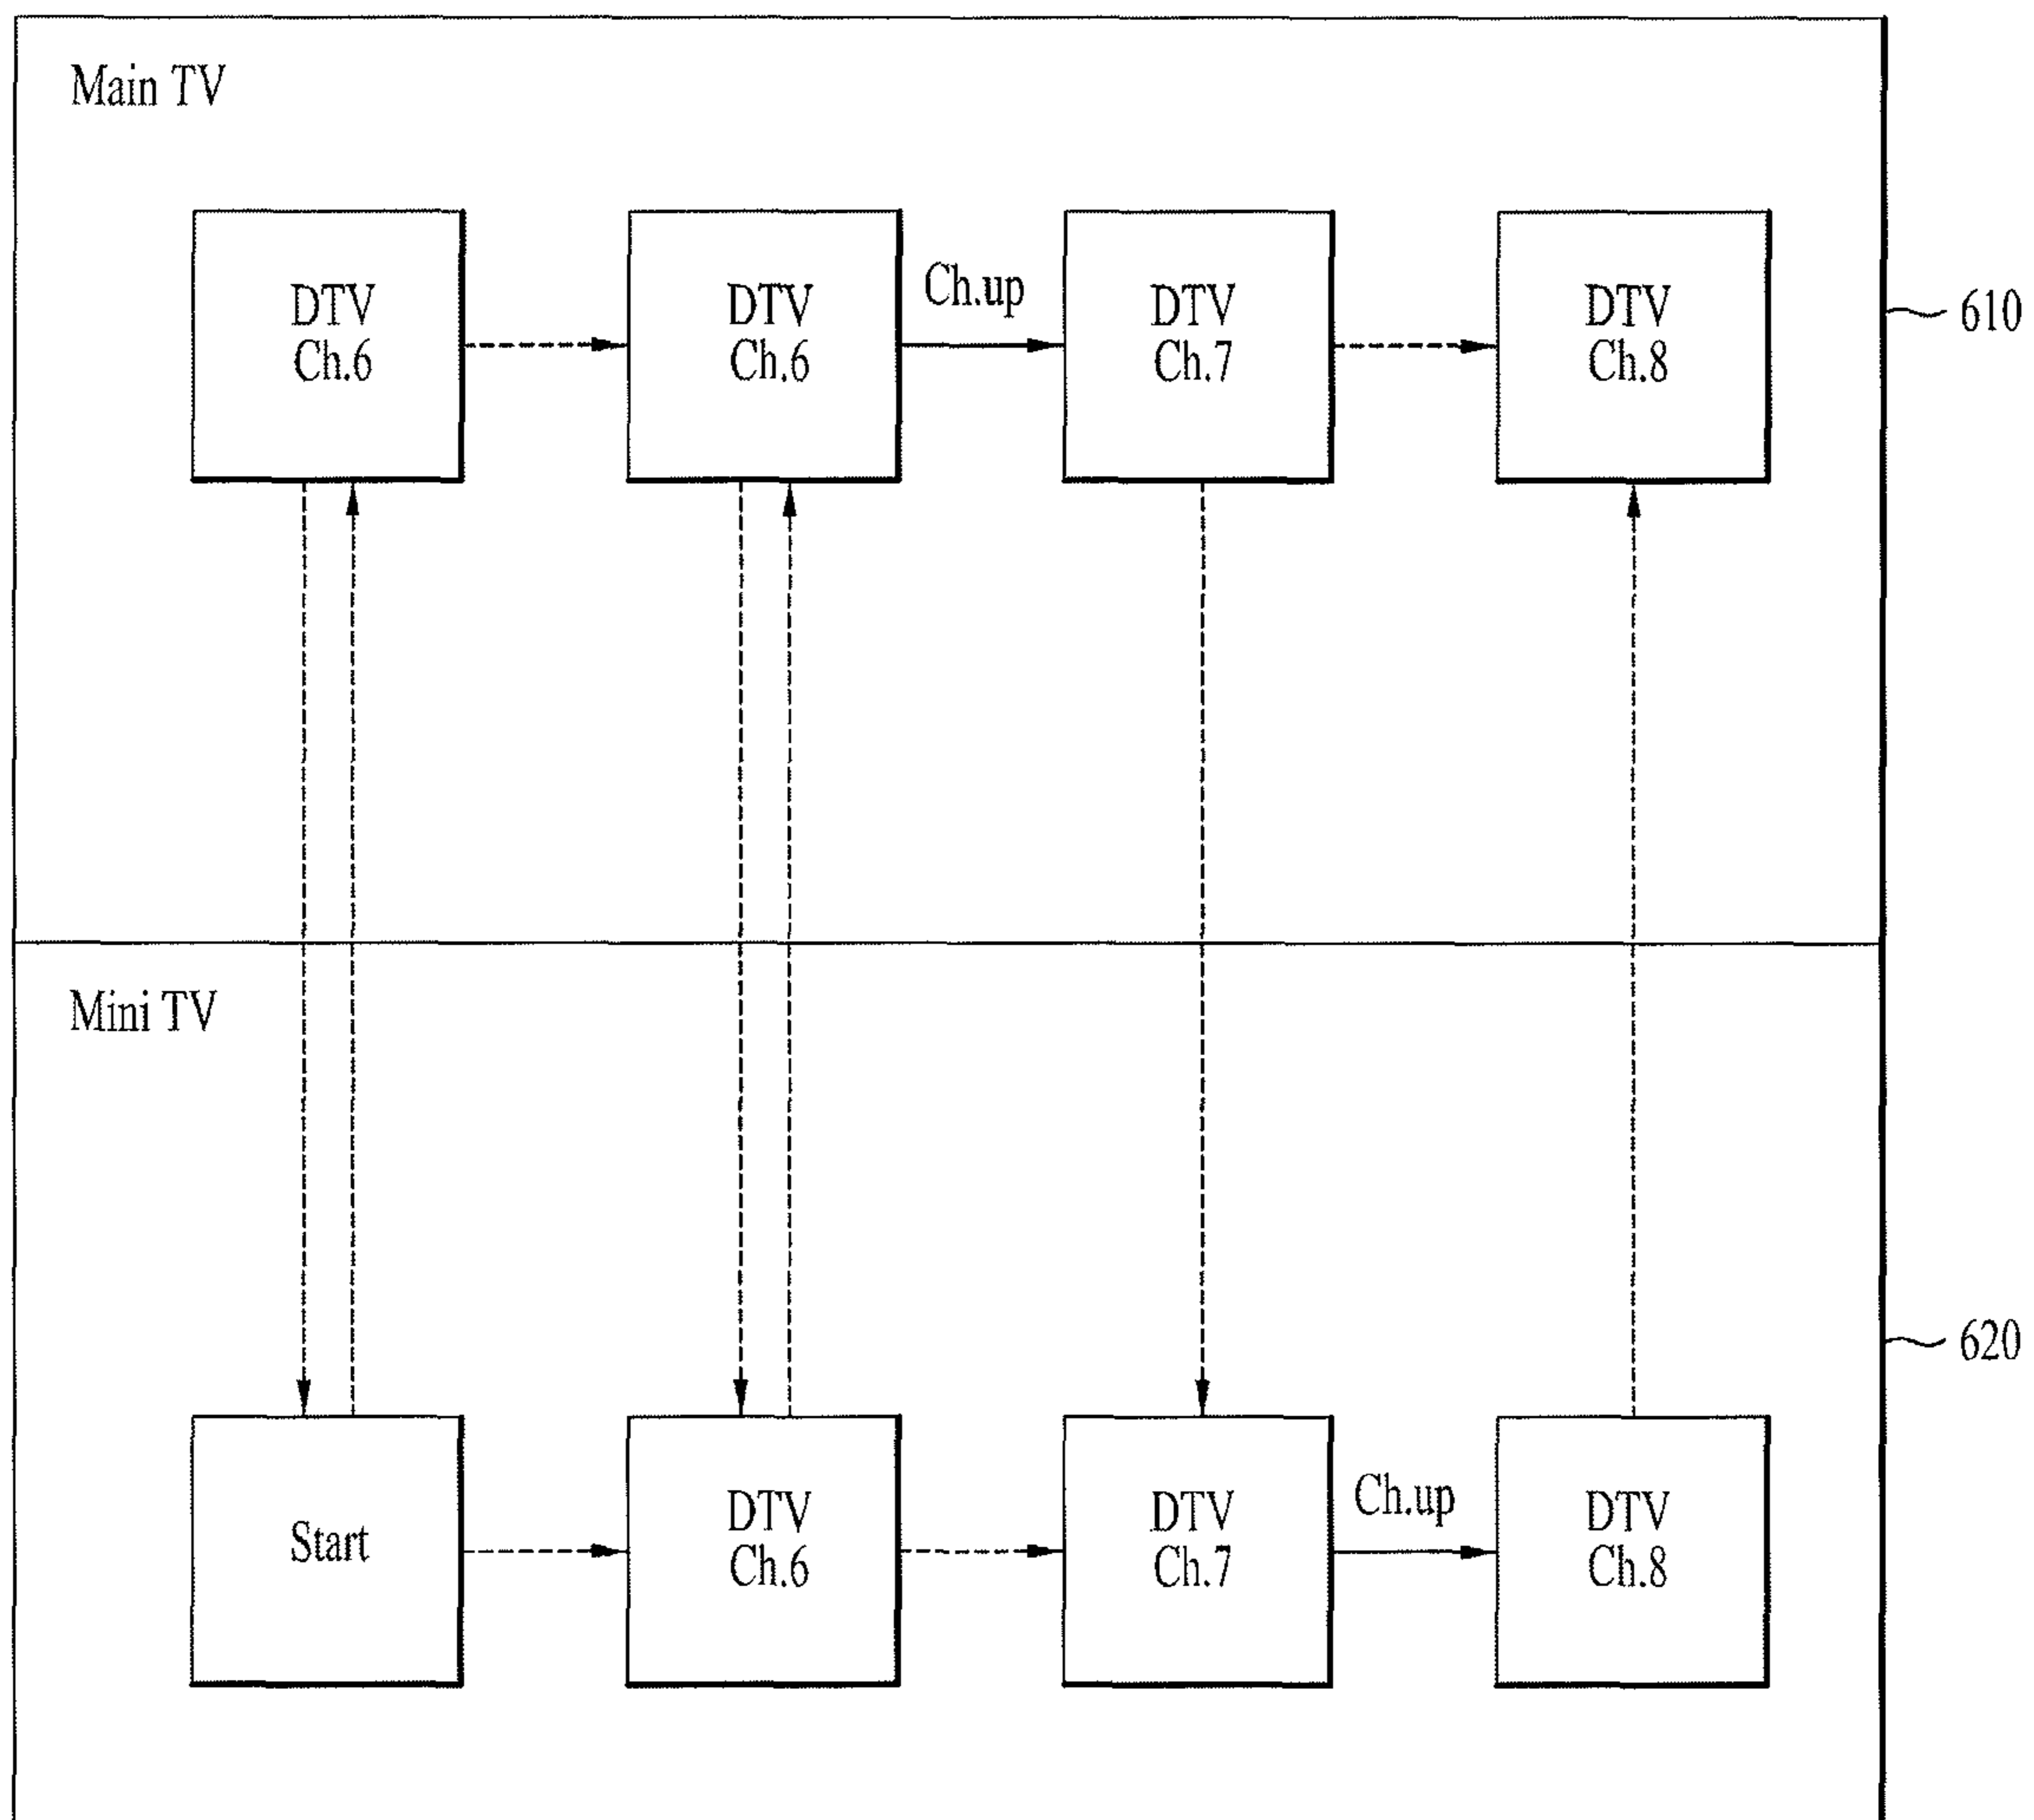 Main TV
DTV
Ch.6
DTV
Ch.6
Ch.up
DTV
Ch.7
DTV
Ch.8
610
Mini TV
Start
DTV
Ch.6
DTV
Ch.7
Ch.up
DTV
Ch.8
620